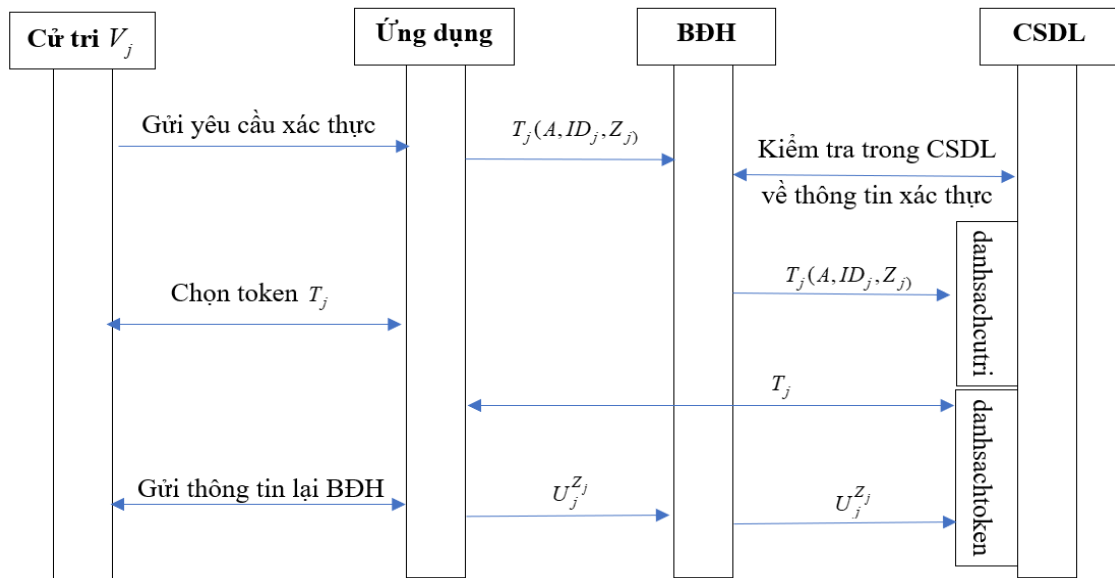 Cử tri V_j
Ứng dụng
BĐH
CSDL
Gửi yêu cầu xác thực
T_j(A, ID_j, Z_j)
Kiểm tra trong CSDL
về thông tin xác thực
danhsachcutri
T_j(A, ID_j, Z_j)
Chọn token T_j
T_j
danhsachtoken
Gửi thông tin lại BĐH
U_j^{Z_j}
U_j^{Z_j}